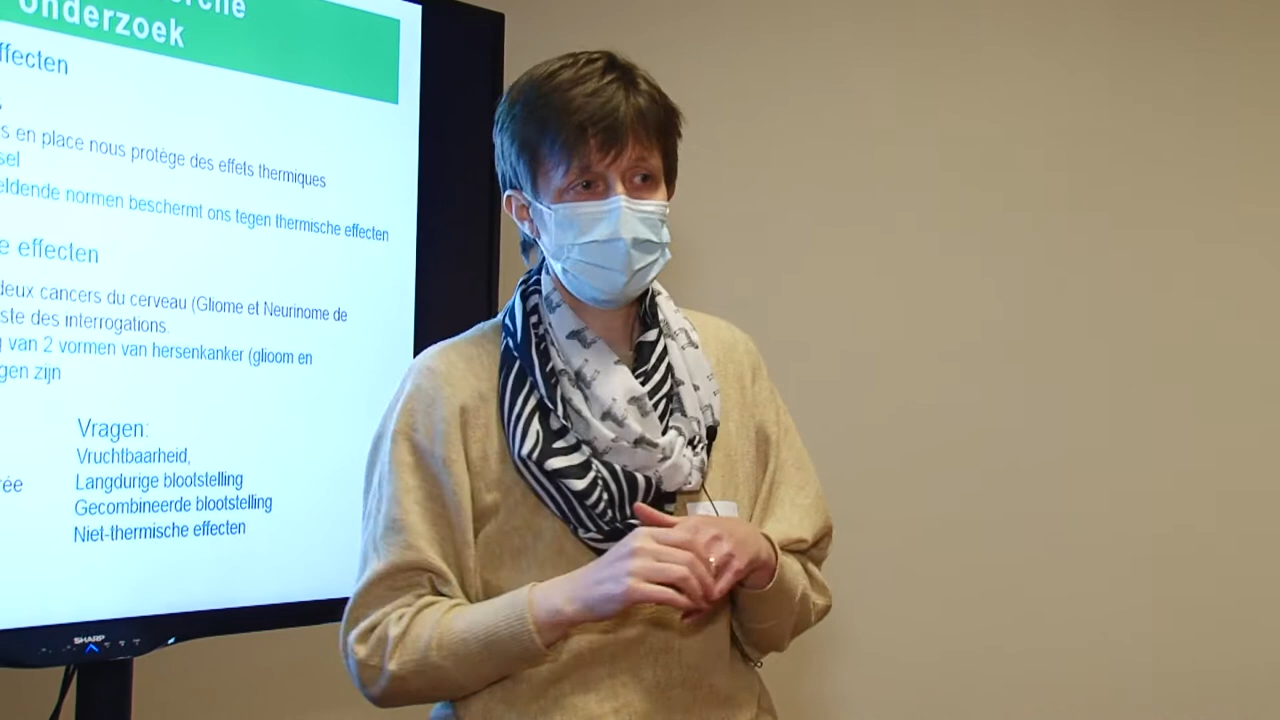 onderzoek
s en place nous protège des effets thermiques
eldende normen beschermt ons tegen thermische effecten
e effecten
deux cancers du cerveau (Gliome et Neurinome de
ste des interrogations.
van 2 vormen van hersenkanker (glioom en
gen zijn
Vragen:
Vruchtbaarheid,
rée
Langdurige blootstelling
Gecombineerde blootstelling
Niet-thermische effecten
SHARP